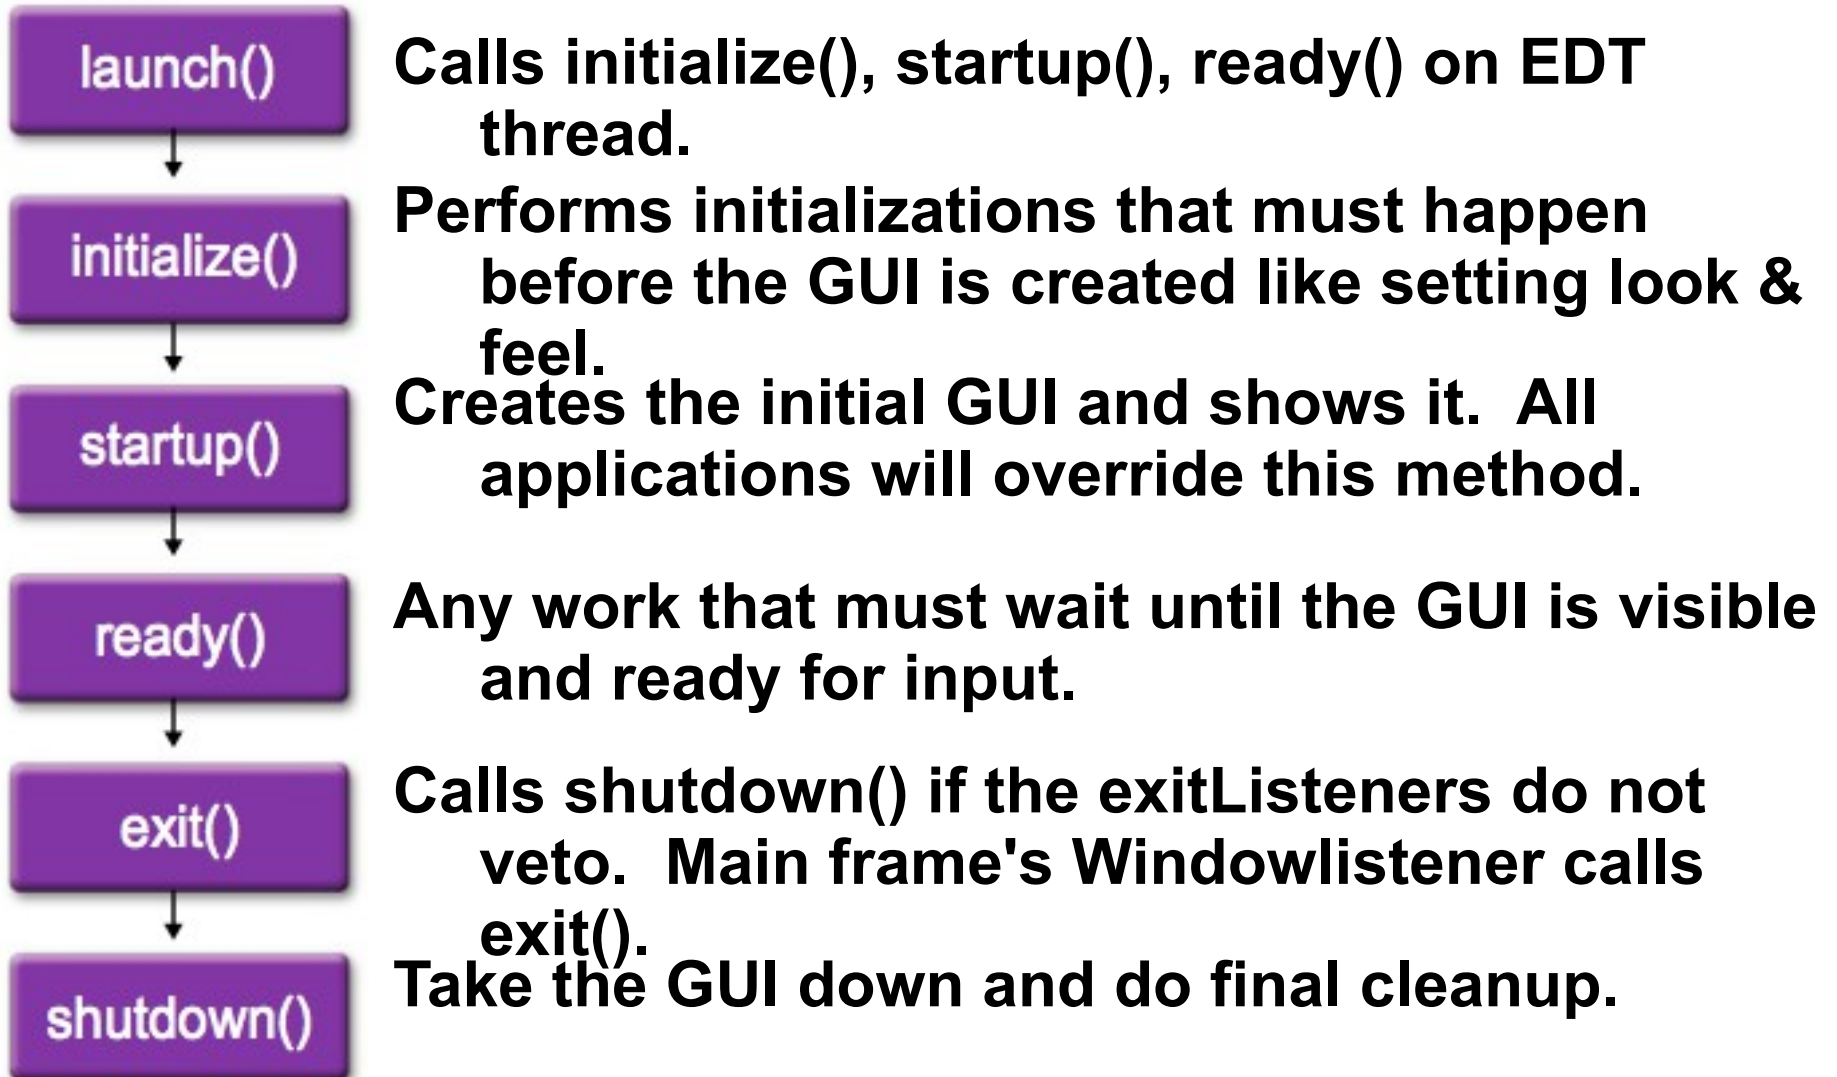 launch()
Calls initialize(), startup(), ready() on EDT
thread.
initialize()
Performs initializations that must happen
before the GUI is created like setting look &
feel.
startup()
Creates the initial GUI and shows it.  All
applications will override this method.
ready()
Any work that must wait until the GUI is visible
and ready for input.
exit()
Calls shutdown() if the exitListeners do not
veto.  Main frame's Windowlistener calls
exit().
shutdown()
Take the GUI down and do final cleanup.